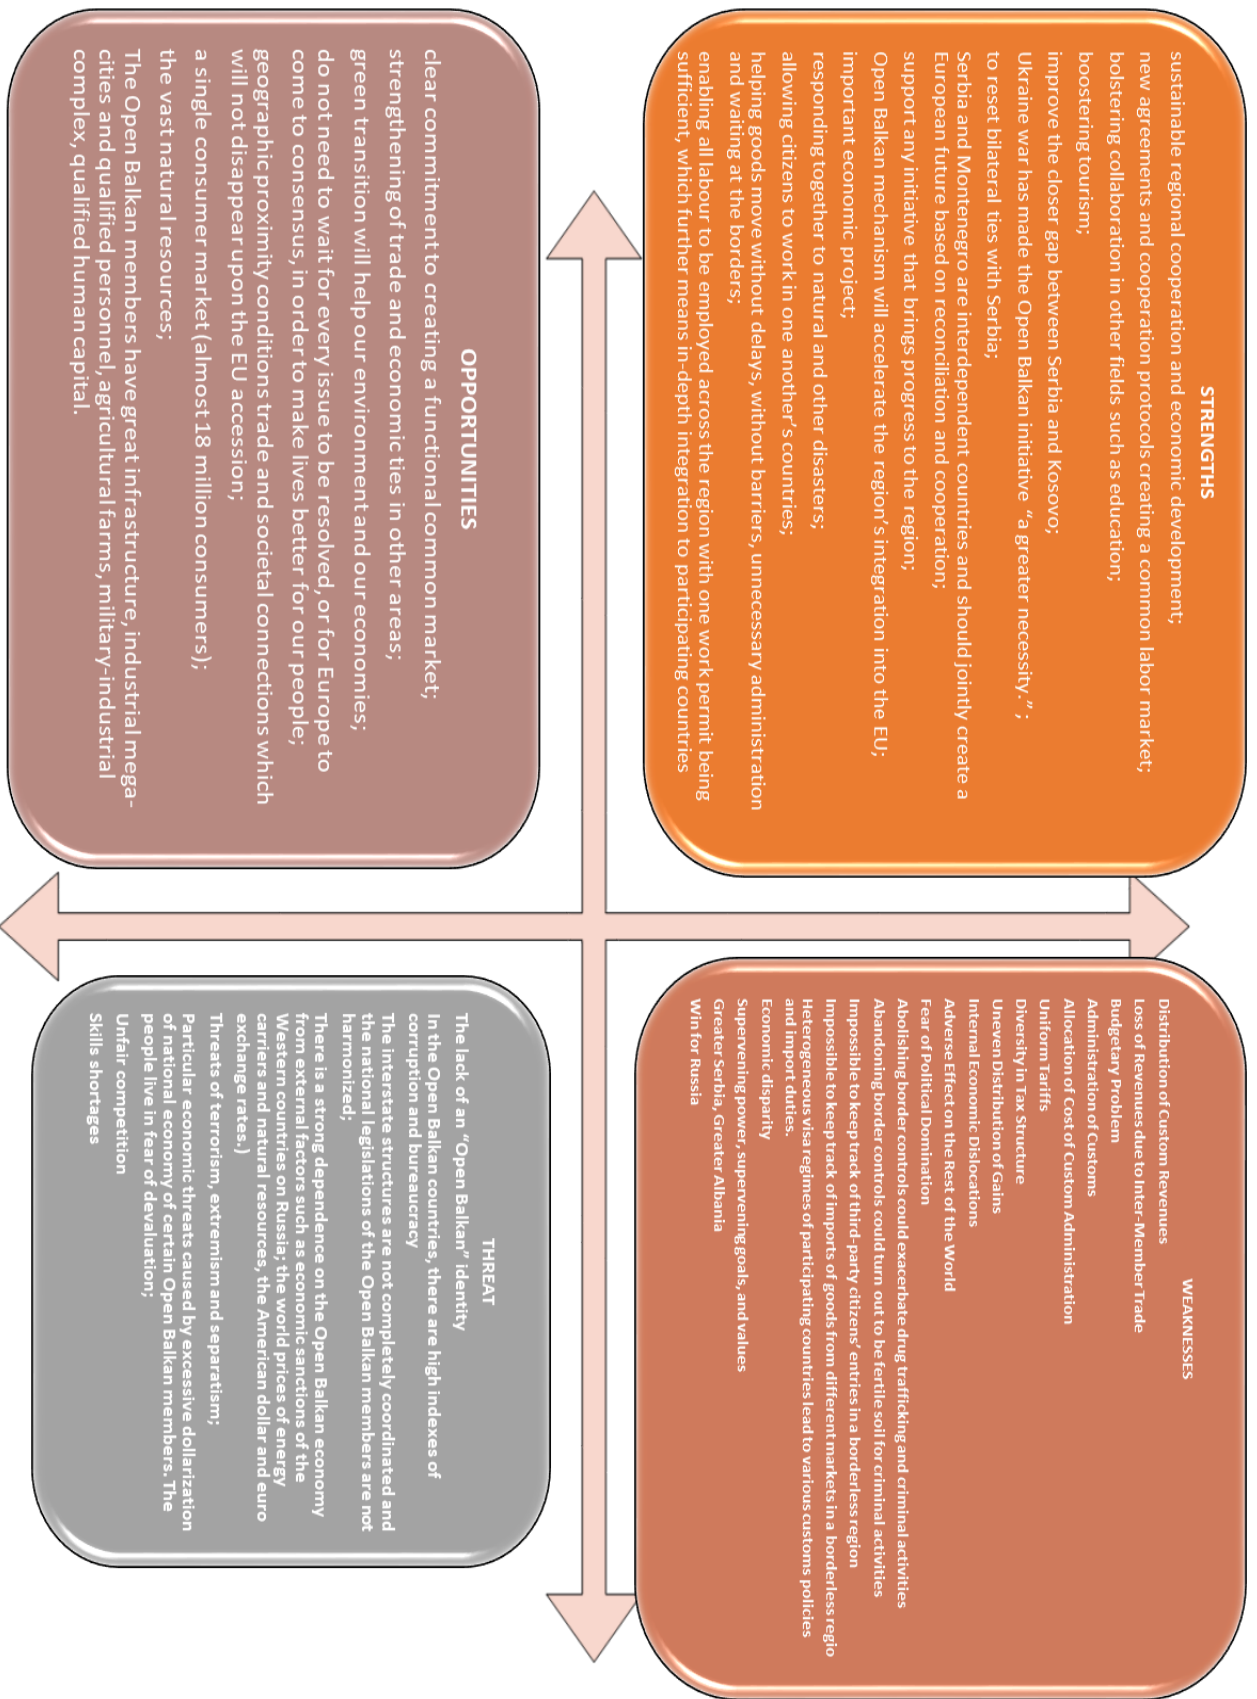 STRENGTHS
sustainable regional cooperation and economic development;
new agreements and cooperation protocols creating a common labor market;
bolstering collaboration in other fields such as education;
boostering tourism;
improve the closer gap between Serbia and Kosovo;
Ukraine war has made the Open Balkan initiative “a greater necessity.” ;
to reset bilateral ties with Serbia;
Serbia and Montenegro are interdependent countries and should jointly create a
European future based on reconciliation and cooperation;
support any initiative that brings progress to the region;
Open Balkan mechanism will accelerate the region’s integration into the EU;
important economic project;
responding together to natural and other disasters;
allowing citizens to work in one another’s countries;
helping goods move without delays, without barriers, unnecessary administration
and waiting at the borders;
enabling all labour to be employed across the region with one work permit being
sufficient, which further means in-depth integration to participating countries
WEAKNESSES
Distribution of Custom Revenues
Loss of Revenues due to Inter-Member Trade
Budgetary Problem
Administration of Customs
Allocation of Cost of Custom Administration
Uniform Tariffs
Diversity in Tax Structure
Uneven Distribution of Gains
Internal Economic Dislocations
Adverse Effect on the Rest of the World
Fear of Political Domination
Abolishing border controls could exacerbate drug trafficking and criminal activities
Abandoning border controls could turn out to be fertile soil for criminal activities
Impossible to keep track of third-party citizens’ entries in a borderless region
Impossible to keep track of imports of goods from different markets in a borderless regio
Heterogeneous visa regimes of participating countries lead to various customs policies
and import duties.
Economic disparity
Supervening power, supervening goals, and values
Greater Serbia, Greater Albania
Win for Russia
OPPORTUNITIES
clear commitment to creating a functional common market;
strengthening of trade and economic ties in other areas;
green transition will help our environment and our economies;
do not need to wait for every issue to be resolved, or for Europe to
come to consensus, in order to make lives better for our people;
geographic proximity conditions trade and societal connections which
will not disappear upon the EU accession;
a single consumer market (almost 18 million consumers);
the vast natural resources;
The Open Balkan members have great infrastructure, industrial mega-
cities and qualified personnel, agricultural farms, military-industrial
complex, qualified human capital.
THREAT
The lack of an “Open Balkan” identity
In the Open Balkan countries, there are high indexes of
corruption and bureaucracy
The interstate structures are not completely coordinated and
the national legislations of the Open Balkan members are not
harmonized;
There is a strong dependence on the Open Balkan economy
from external factors such as economic sanctions of the
Western countries on Russia; the world prices of energy
carriers and natural resources, the American dollar and euro
exchange rates.)
Threats of terrorism, extremism and separatism;
Particular economic threats caused by excessive dollarization
of national economy of certain Open Balkan members. The
people live in fear of devaluation;
Unfair competition
Skills shortages